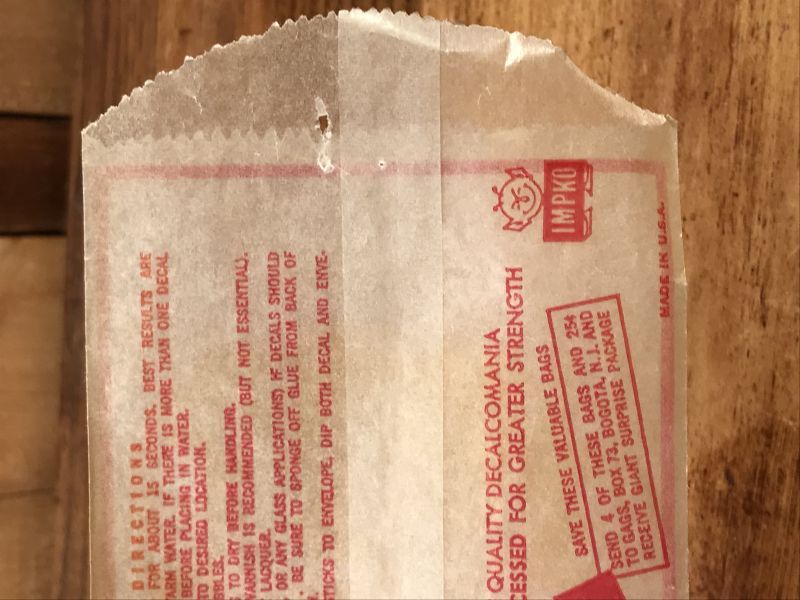 DIRECTIONS
FOR ABOUT 15 SECONDS. BEST RESULTS ARE
WATER. IF THERE IS MORE THAN ONE DECAL
BEFORE PLACING IN WATER.
TO DESIRED LOCATION.
TO DRY BEFORE HANDLING.
VARNISH IS RECOMMENDED (BUT NOT ESSENTIAL).
LACQUER.
OR ANY GLASS APPLICATIONS) IF DECALS SHOULD
. BE SURE TO SPONGE OFF GLUE FROM BACK OF
STICKS TO ENVELOPE, DIP BOTH DECAL AND ENVE-
QUALITY DECALCOMANIA
CESSED FOR GREATER STRENGTH
IMPKO
SAVE THESE VALUABLE BAGS
SEND 4 OF THESE BAGS AND 25¢
TO GAGS, BOX 73, BOGOTA, N.J. AND
RECEIVE GIANT SURPRISE PACKAGE
MADE IN U.S.A.